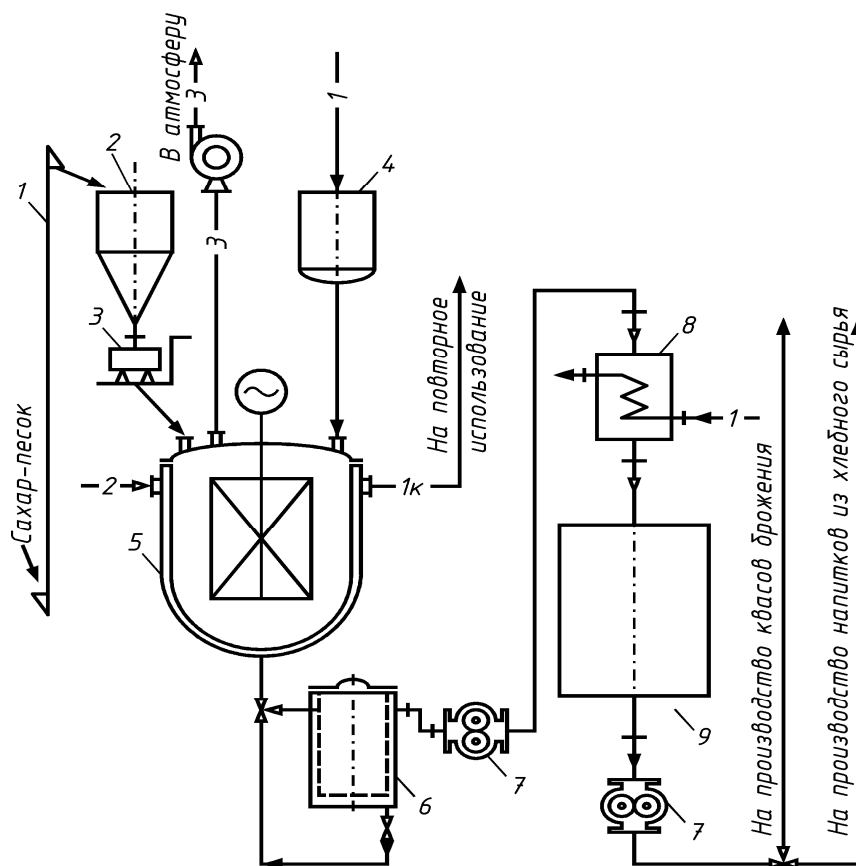 В атмосферу
3
1
2
4
1
3
3
На повторное
использование
8
Сахар-песок
2
1к
1
5
На производство квасов брожения
На производство напитков из хлебного сырья
6
7
9
7